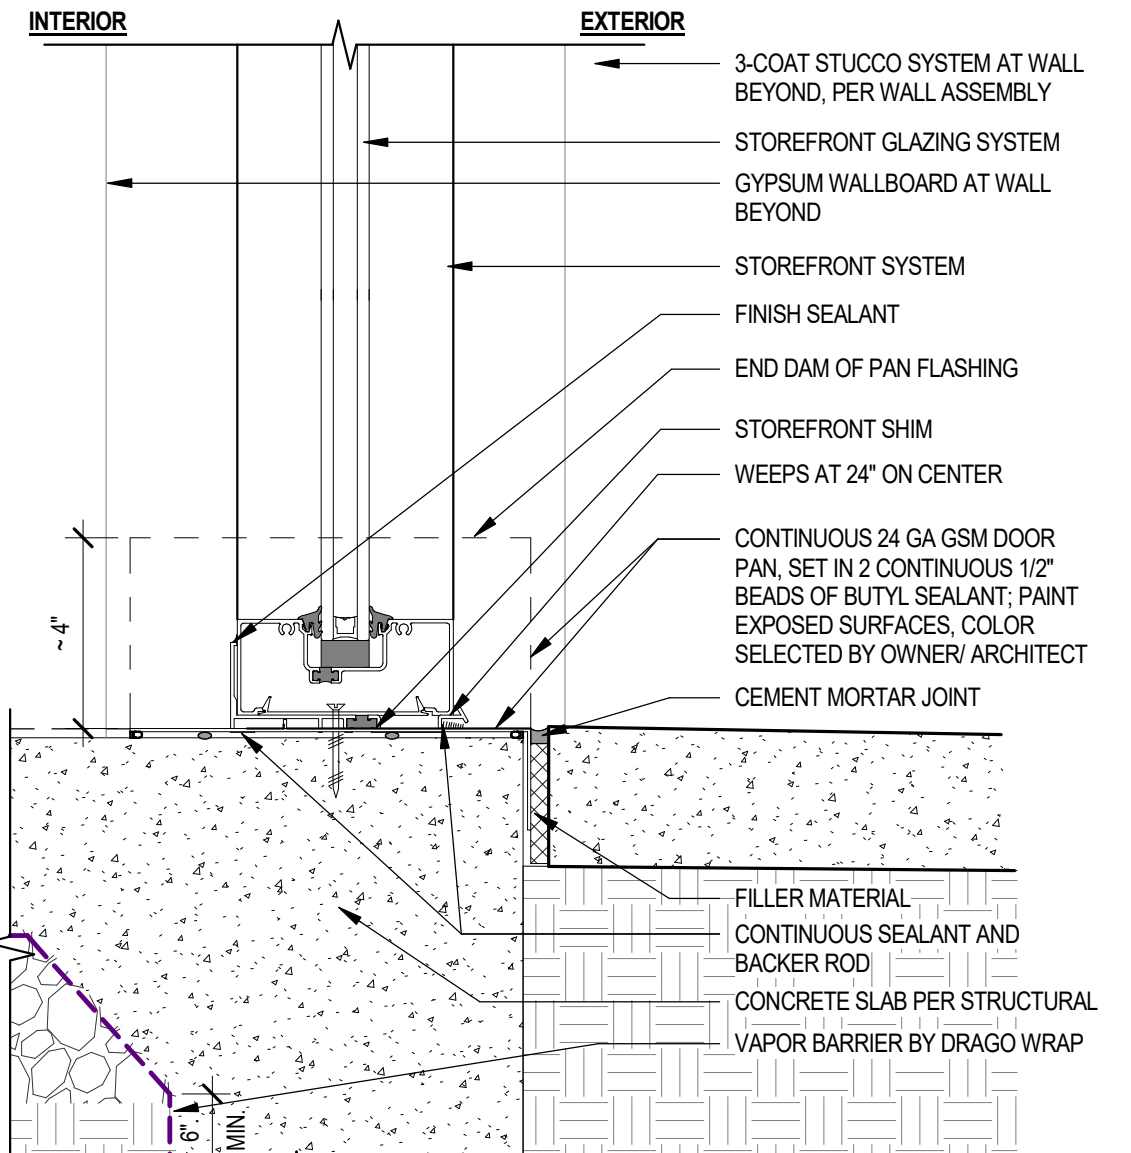 INTERIOR
EXTERIOR
3-COAT STUCCO SYSTEM AT WALL
BEYOND, PER WALL ASSEMBLY
STOREFRONT GLAZING SYSTEM
GYPSUM WALLBOARD AT WALL
BEYOND
STOREFRONT SYSTEM
FINISH SEALANT
END DAM OF PAN FLASHING
STOREFRONT SHIM
WEEPS AT 24" ON CENTER
CONTINUOUS 24 GA GSM DOOR
PAN, SET IN 2 CONTINUOUS 1/2"
BEADS OF BUTYL SEALANT; PAINT
EXPOSED SURFACES, COLOR
SELECTED BY OWNER/ ARCHITECT
~ 4"
CEMENT MORTAR JOINT
FILLER MATERIAL
CONTINUOUS SEALANT AND
BACKER ROD
CONCRETE SLAB PER STRUCTURAL
VAPOR BARRIER BY DRAGO WRAP
6"
MIN.